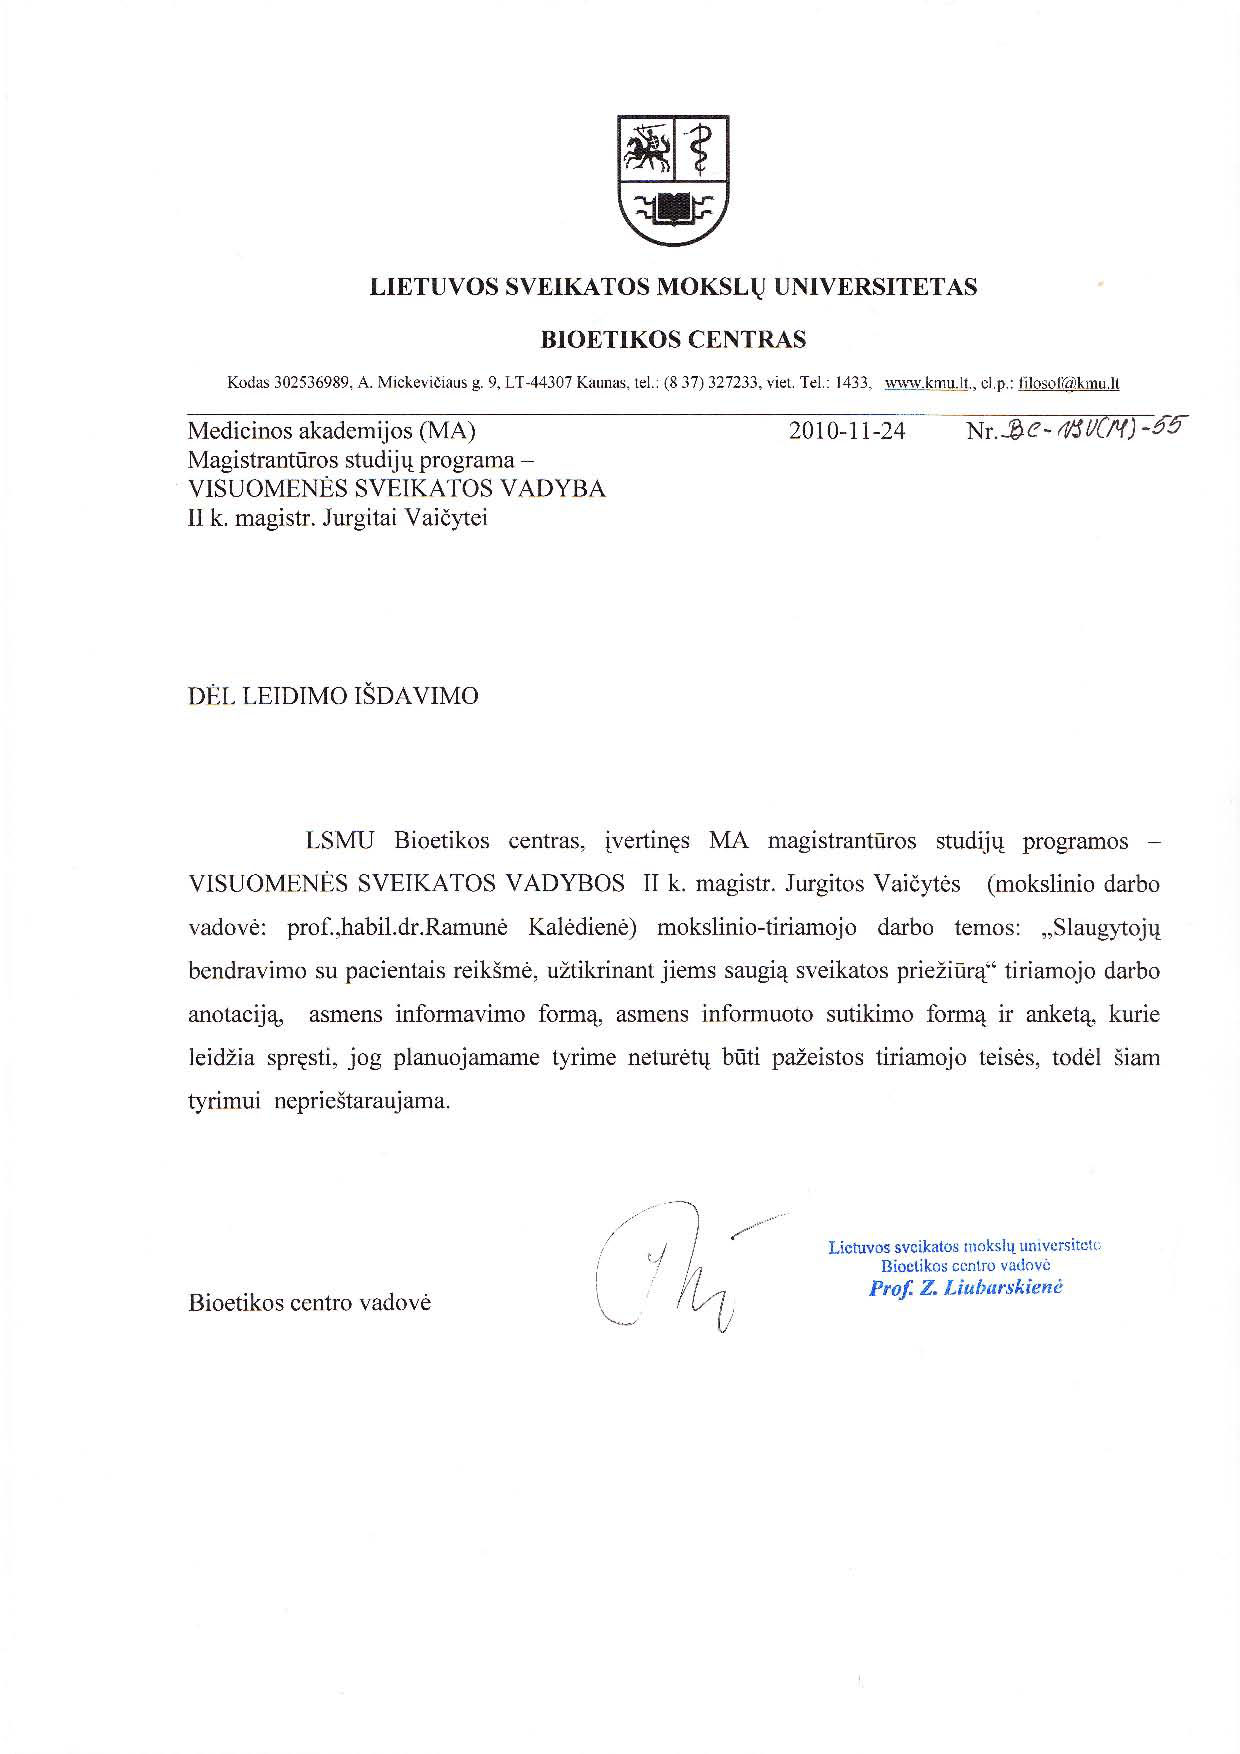 LIETUVOS SVEIKATOS MOKSLŲ UNIVERSITETAS
BIOETIKOS CENTRAS
Kodas 302536989, A. Mickevičiaus g. 9, LT-44307 Kaunas, tel.: (8 37) 327233, viet. Tel.: 1433, www.kmu.lt., el.p.: filosof@kmu.lt
Medicinos akademijos (MA) 2010-11-24 Nr. BC-VSV(M)-55
Magistrantūros studijų programa –
VISUOMENĖS SVEIKATOS VADYBA
II k. magistr. Jurgitai Vaičytei
DĖL LEIDIMO IŠDAVIMO
LSMU Bioetikos centras, įvertinęs MA magistrantūros studijų programos –
VISUOMENĖS SVEIKATOS VADYBOS II k. magistr. Jurgitos Vaičytės (mokslinio darbo
vadovė: prof.,habil.dr.Ramunė Kalėdienė) mokslinio-tiriamojo darbo temos: „Slaugytojų
bendravimo su pacientais reikšmė, užtikrinant jiems saugią sveikatos priežiūrą“ tiriamojo darbo
anotaciją, asmens informavimo formą, asmens informuoto sutikimo formą ir anketą, kurie
leidžia spręsti, jog planuojamame tyrime neturėtų būti pažeistos tiriamojo teisės, todėl šiam
tyrimui neprieštaraujama.
Lietuvos sveikatos mokslų universiteto
Bioetikos centro vadovė
Prof. Z. Liubarskienė
Bioetikos centro vadovė